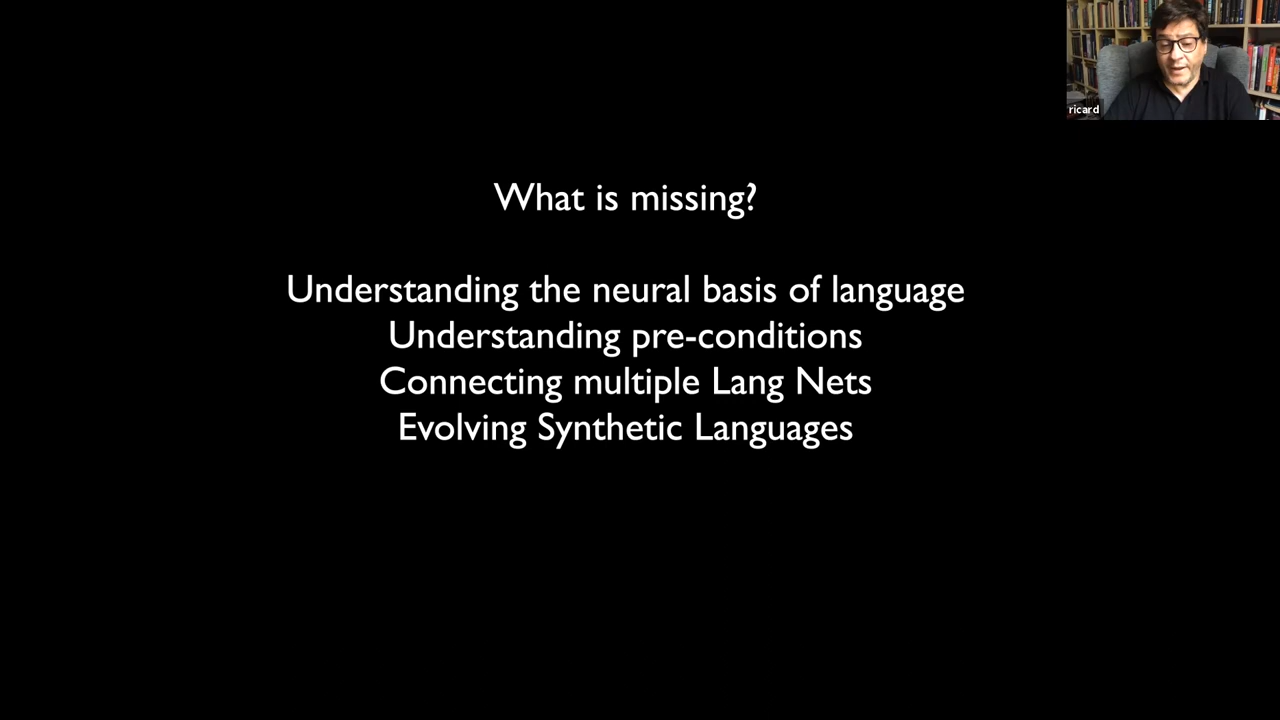 ricard
What is missing?
Understanding the neural basis of language
Understanding pre-conditions
Connecting multiple Lang Nets
Evolving Synthetic Languages